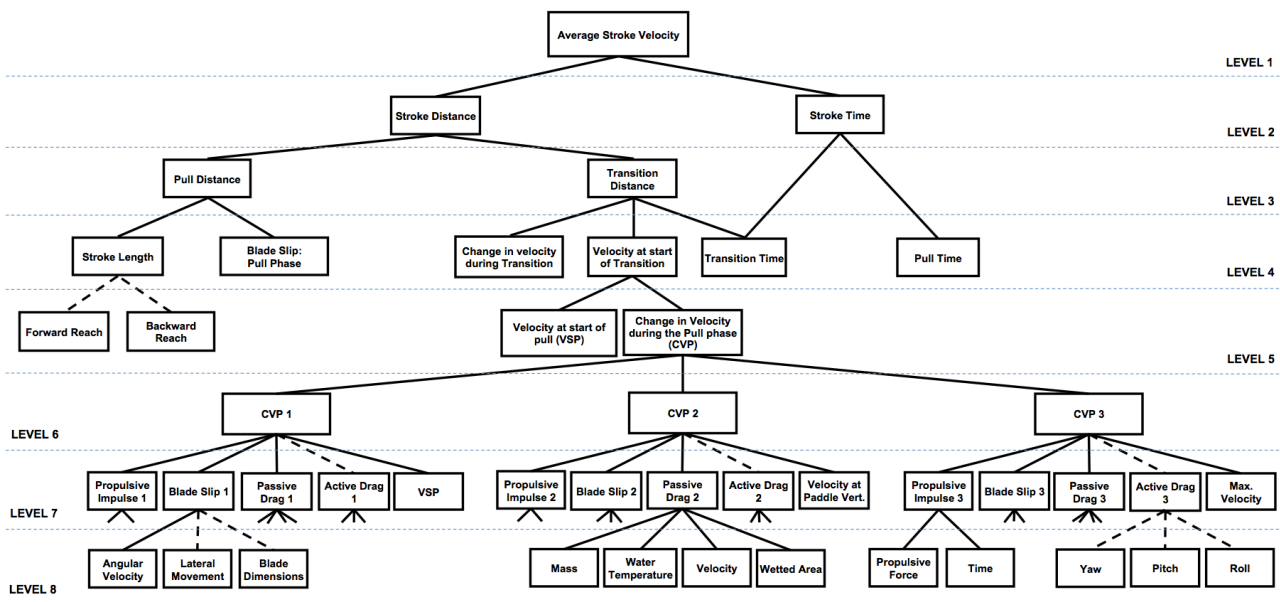 Average Stroke Velocity
LEVEL 1
Stroke Distance
Stroke Time
LEVEL 2
Pull Distance
Transition
Distance
LEVEL 3
Stroke Length
Blade Slip:
Pull Phase
Change in velocity
during Transition
Velocity at start
of Transition
Transition Time
Pull Time
LEVEL 4
Forward Reach
Backward
Reach
Velocity at start of
pull (VSP)
Change in Velocity
during the Pull phase
(CVP)
LEVEL 5
CVP 1
CVP 2
CVP 3
LEVEL 6
Propulsive
Impulse 1
Blade Slip 1
Passive
Drag 1
Active Drag
1
VSP
Propulsive
Impulse 2
Blade Slip 2
Passive
Drag 2
Active Drag
2
Velocity at
Paddle Vert.
Propulsive
Impulse 3
Blade Slip 3
Passive
Drag 3
Active Drag
3
Max.
Velocity
LEVEL 7
Angular
Velocity
Lateral
Movement
Blade
Dimensions
Mass
Water
Temperature
Velocity
Wetted Area
Propulsive
Force
Time
Yaw
Pitch
Roll
LEVEL 8